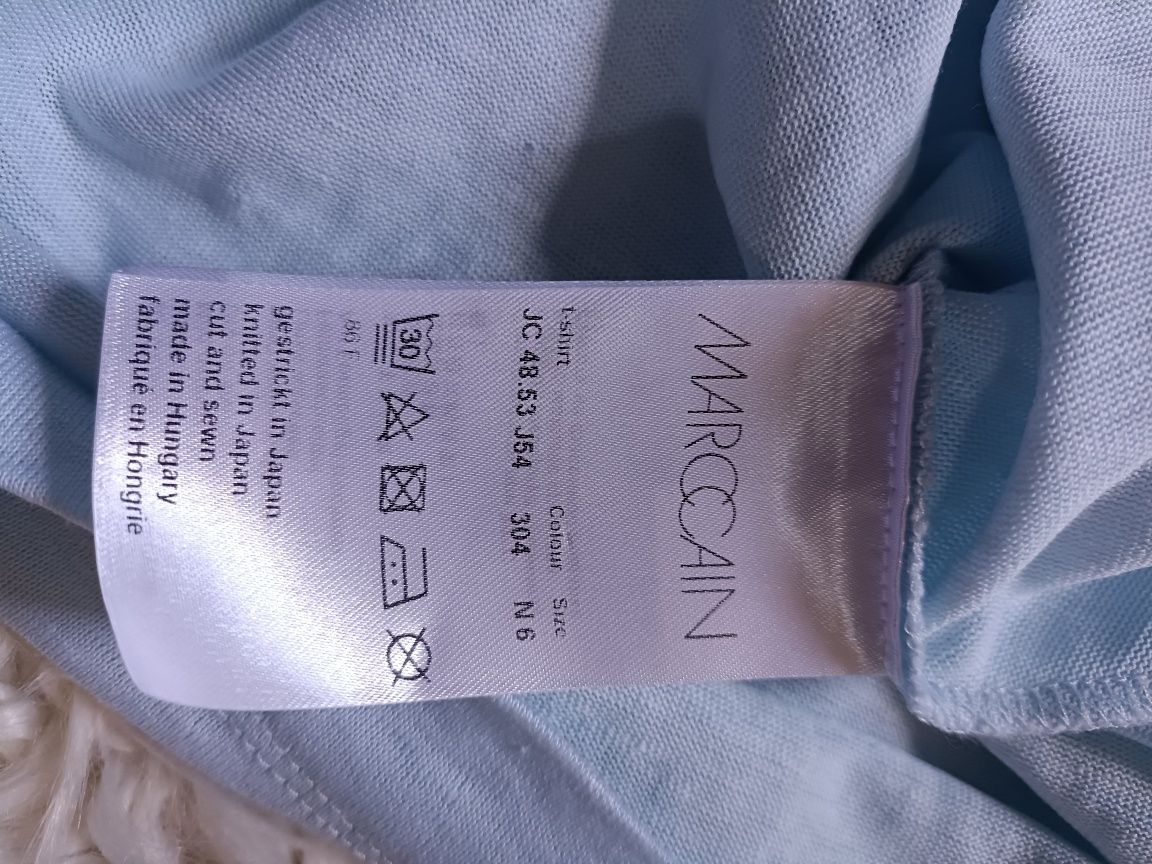 MARCCAIN
t-shirt Colour Size
JC 48.53 J54 304 N 6
30
86 F
gestrickt in Japan
knitted in Japan
cut and sewn
made in Hungary
fabriqué en Hongrie